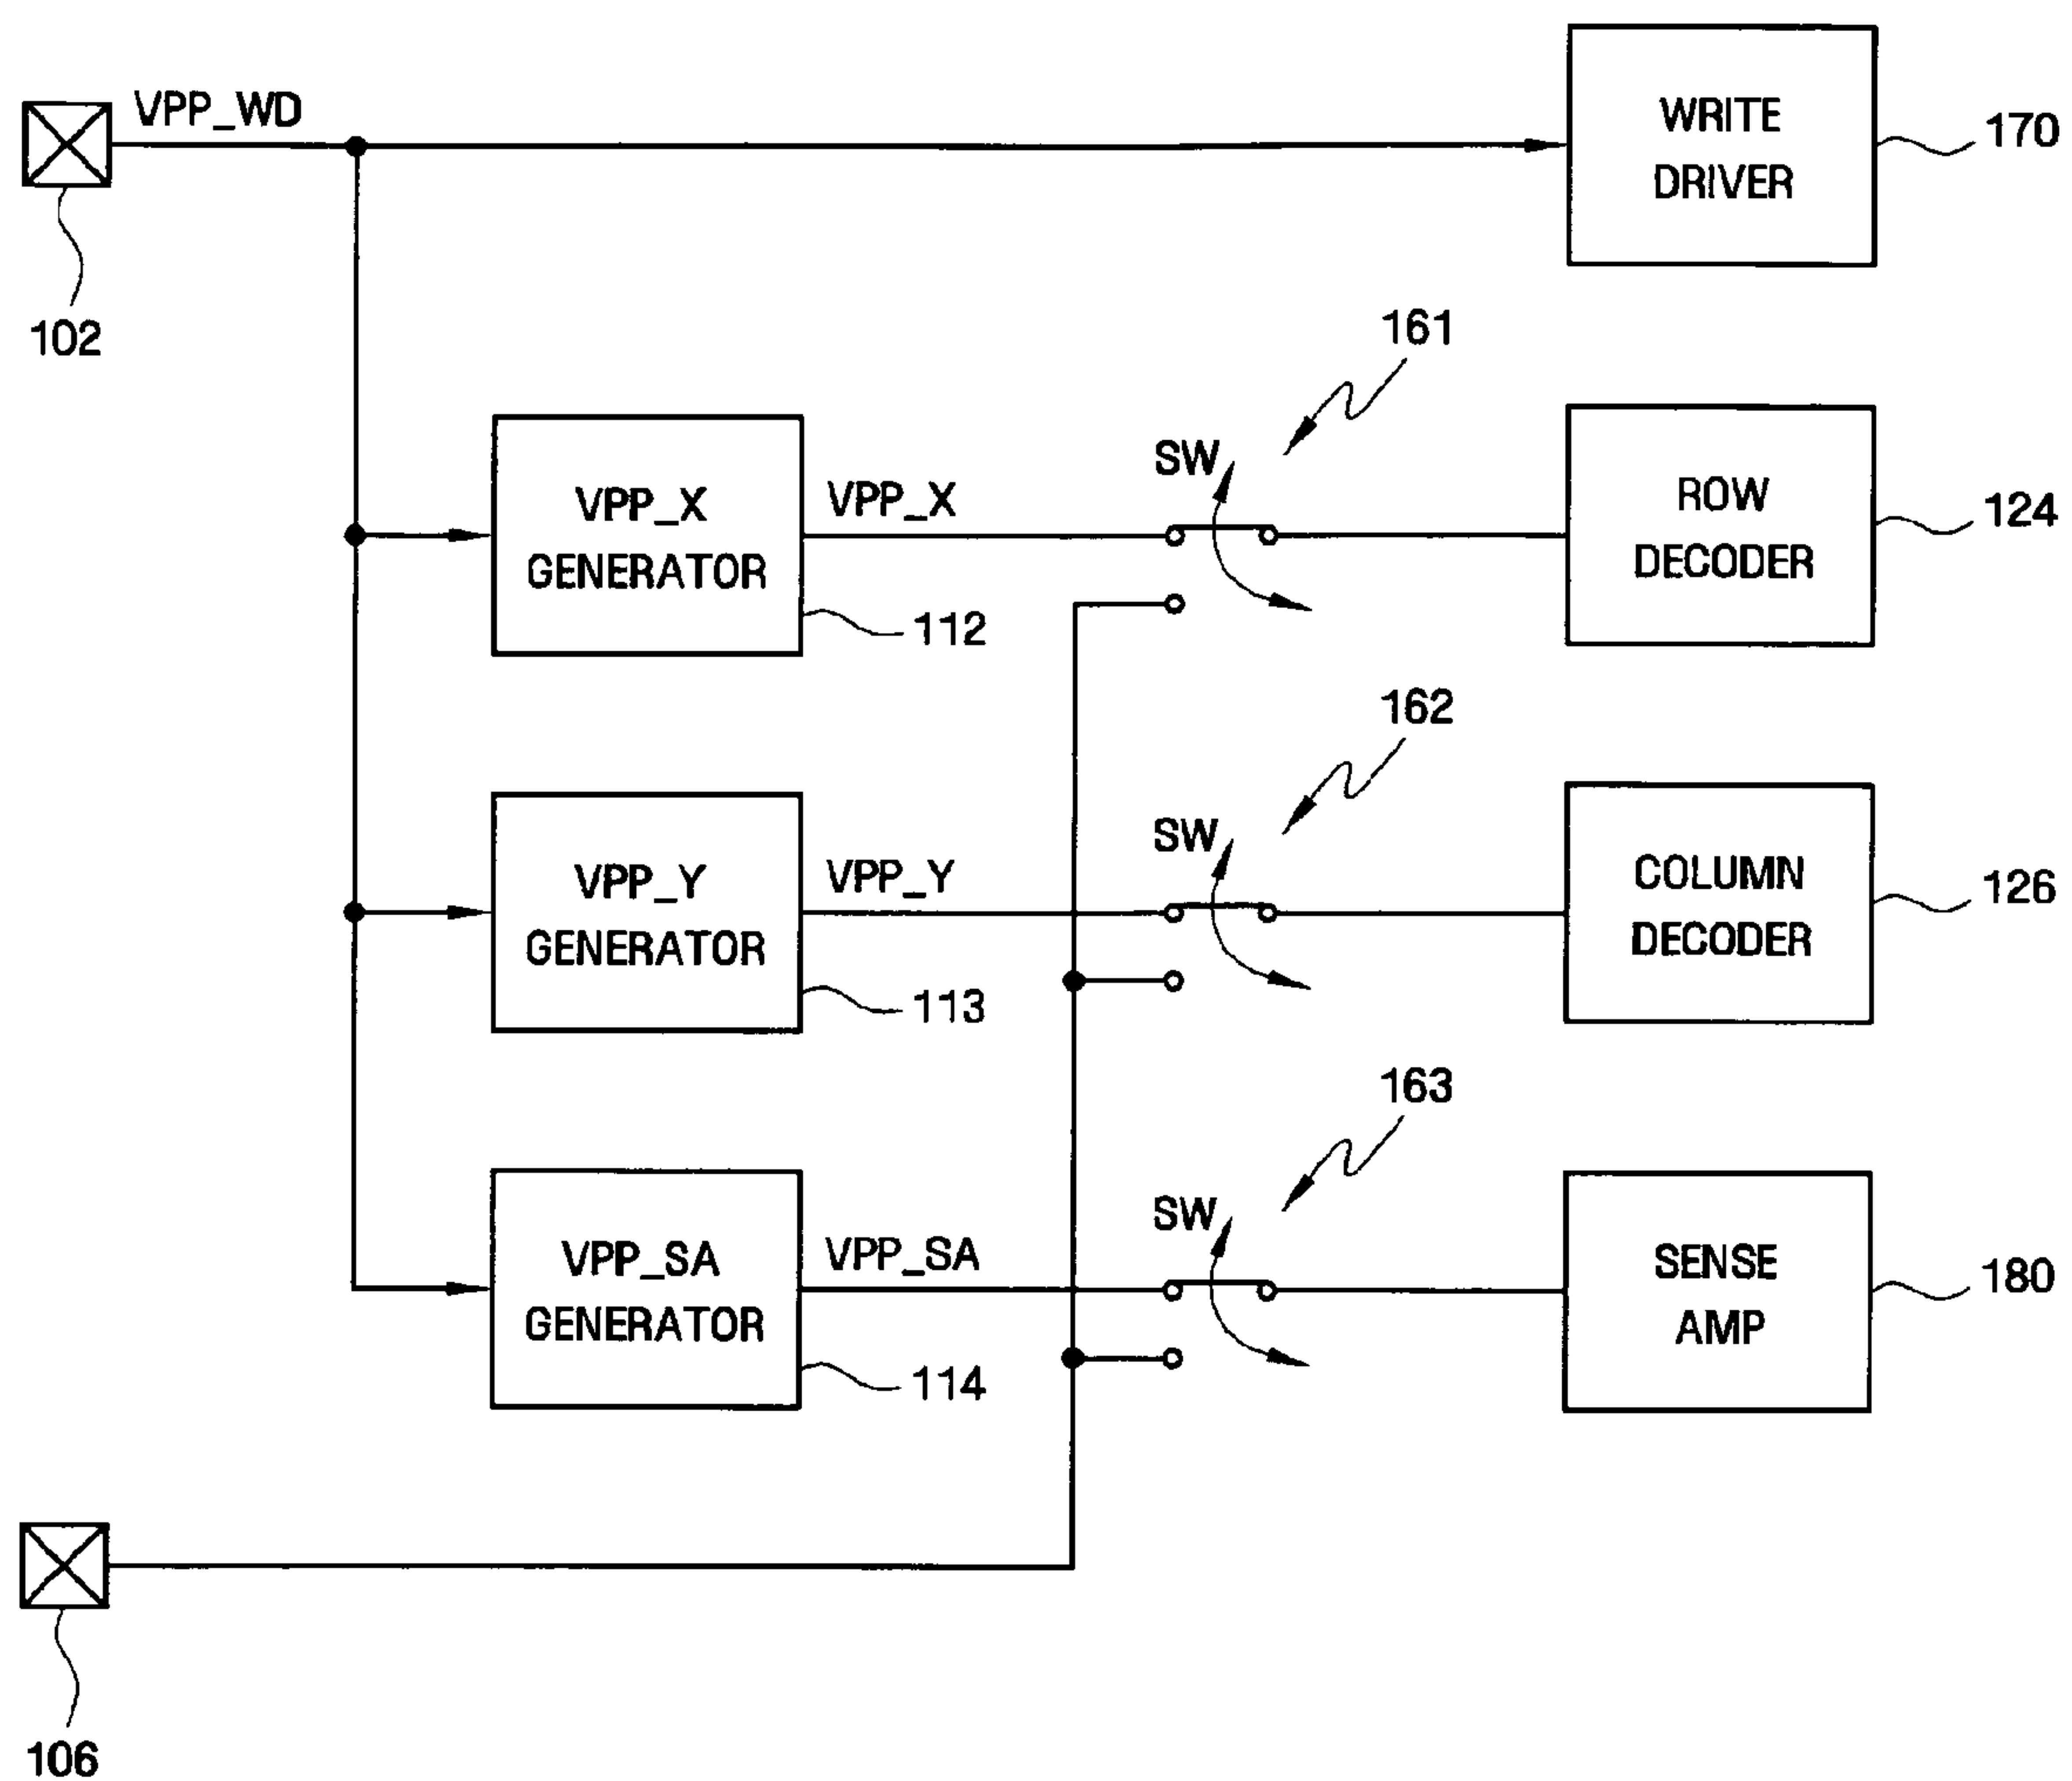 VPP_WD
WRITE
DRIVER
170
102
161
SW
VPP_X
GENERATOR
VPP_X
112
ROW
DECODER
124
162
SW
VPP_Y
GENERATOR
VPP_Y
113
COLUMN
DECODER
126
163
SW
VPP_SA
GENERATOR
VPP_SA
114
SENSE
AMP
180
106